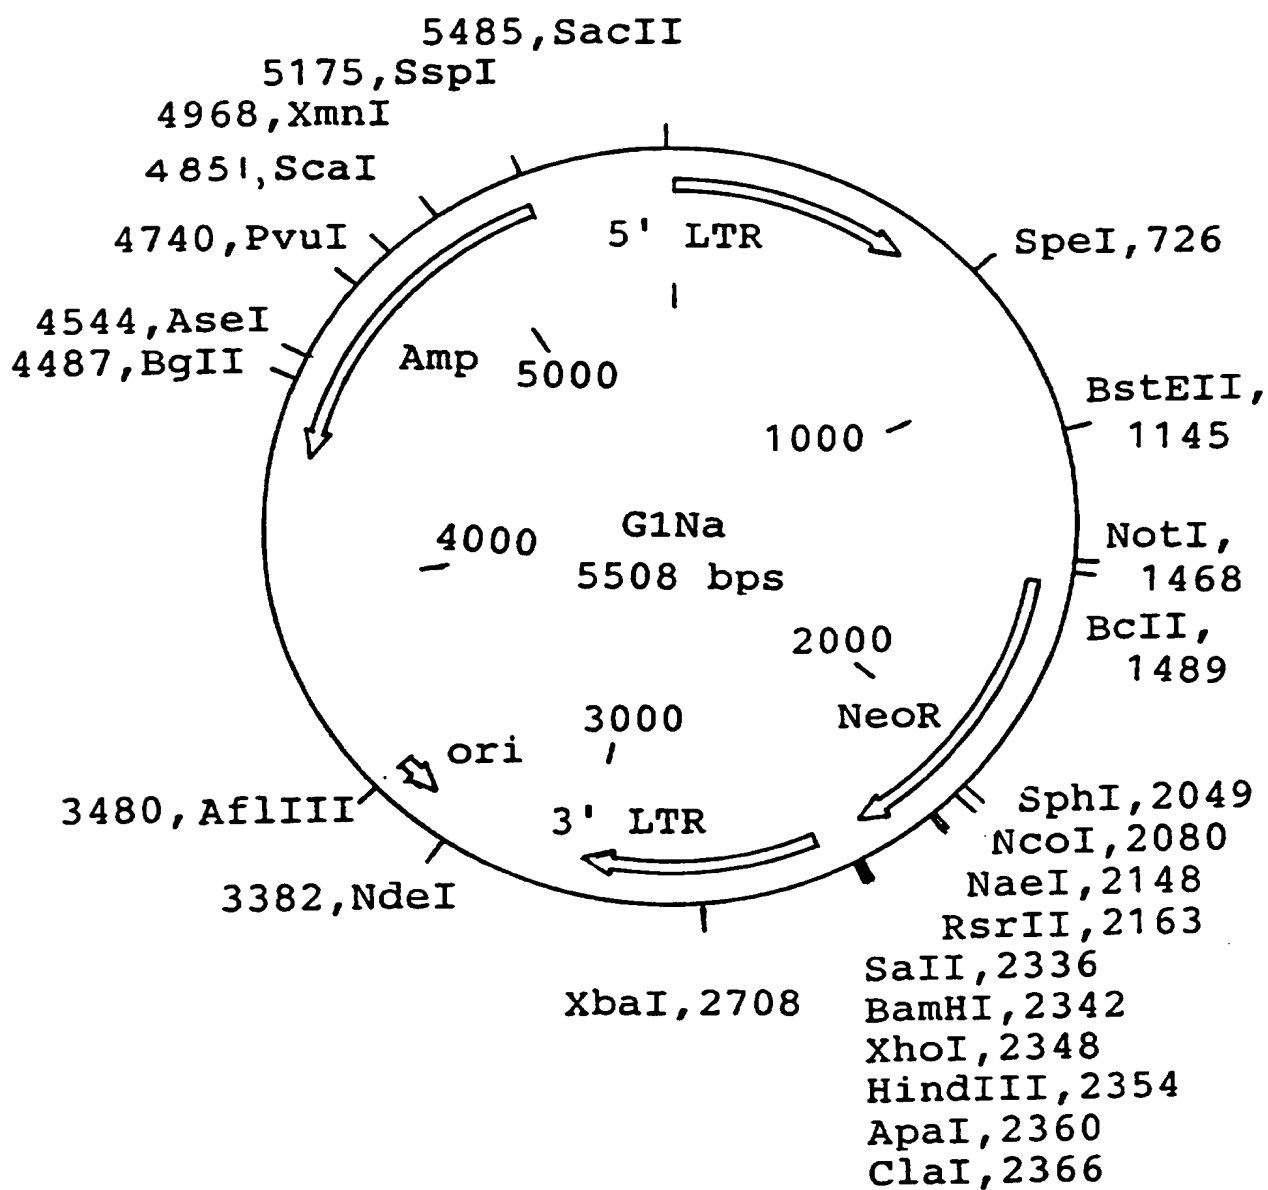 5485,SacII
5175,SspI
4968,XmnI
4851,ScaI
4740,PvuI
4544,AseI
4487,BgII
5' LTR
SpeI,726
Amp
5000
1000
BstEII,
1145
4000
G1Na
5508 bps
NotI,
1468
BcII,
1489
2000
NeoR
3000
ori
3' LTR
3480,AflIII
3382,NdeI
XbaI,2708
SphI,2049
NcoI,2080
NaeI,2148
RsrII,2163
SaII,2336
BamHI,2342
XhoI,2348
HindIII,2354
ApaI,2360
ClaI,2366